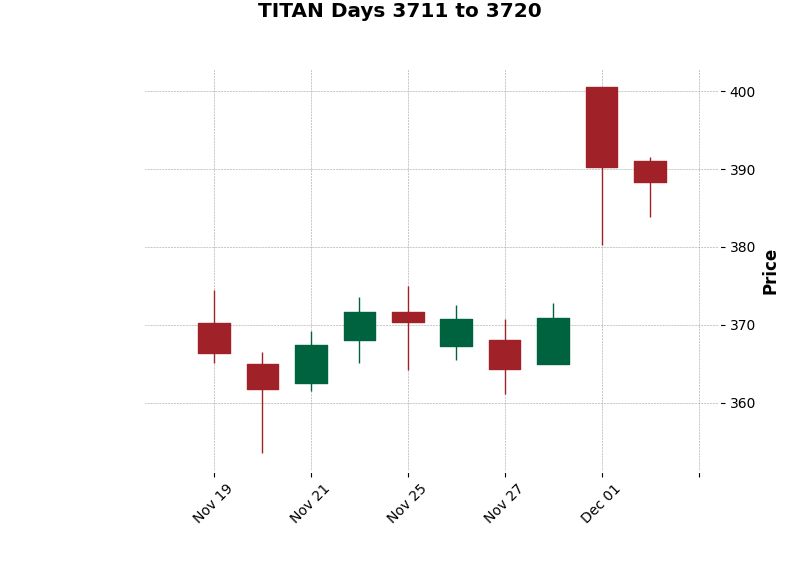 TITAN Days 3711 to 3720
400
390
380
370
360
Price
Nov 19
Nov 21
Nov 25
Nov 27
Dec 01